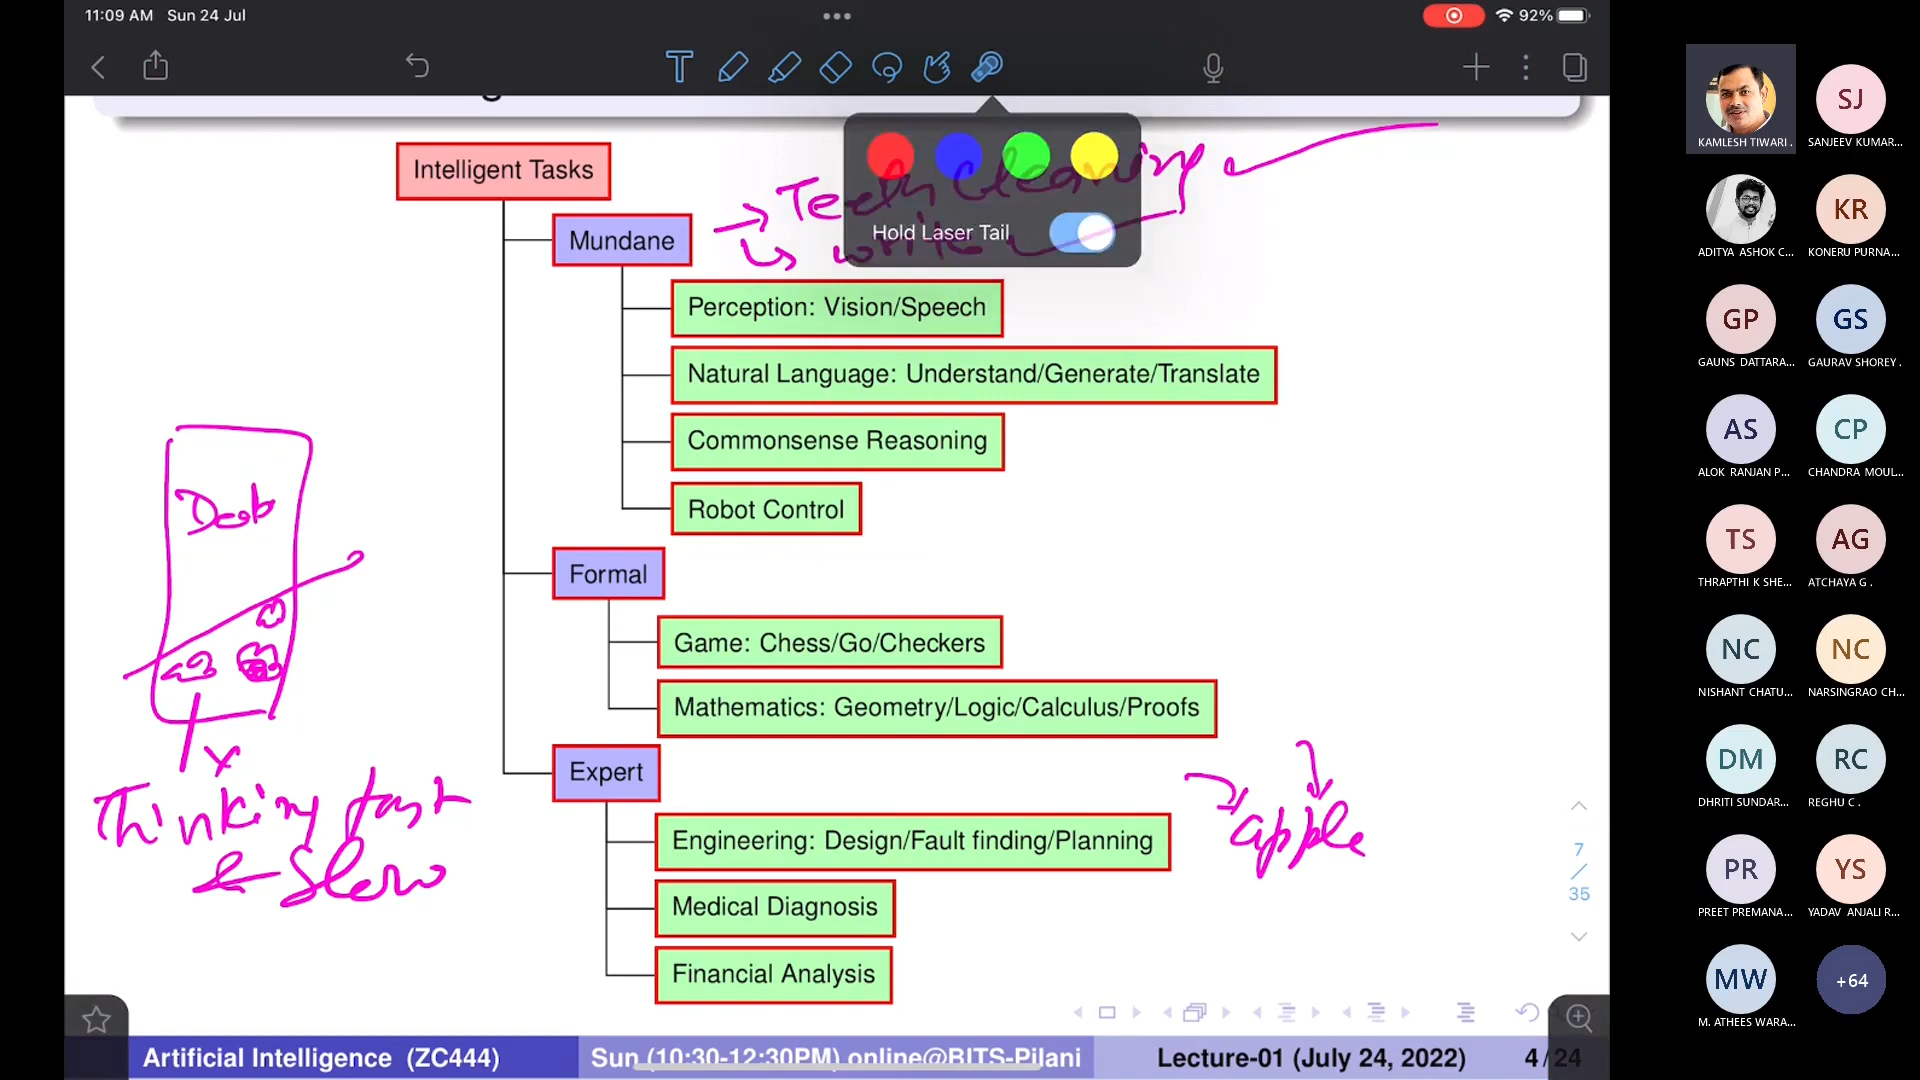 11:09 AM Sun 24 Jul
92%
Intelligent Tasks
Teeth cleaning
Mundane
write
Hold Laser Tail
Perception: Vision/Speech
Natural Language: Understand/Generate/Translate
Commonsense Reasoning
Robot Control
Formal
Game: Chess/Go/Checkers
Mathematics: Geometry/Logic/Calculus/Proofs
Expert
Engineering: Design/Fault finding/Planning
Medical Diagnosis
Financial Analysis
Thinking fast
& Slow
apple
7
/
35
Artificial Intelligence (ZC444)
Sun (10:30-12:30PM) online@BITS-Pilani
Lecture-01 (July 24, 2022)
4 / 24
KAMLESH TIWARI .
SJ
SANJEEV KUMAR...
ADITYA ASHOK C...
KR
KONERU PURNA...
GP
GAUNS DATTARA...
GS
GAURAV SHOREY .
AS
ALOK RANJAN P...
CP
CHANDRA MOUL...
TS
THRAPTHI K SHE...
AG
ATCHAYA G .
NC
NISHANT CHATU...
NC
NARSINGRAO CH...
DM
DHRITI SUNDAR...
RC
REGHU C .
PR
PREET PREMANA...
YS
YADAV ANJALI R...
MW
M. ATHEES WARA...
+64